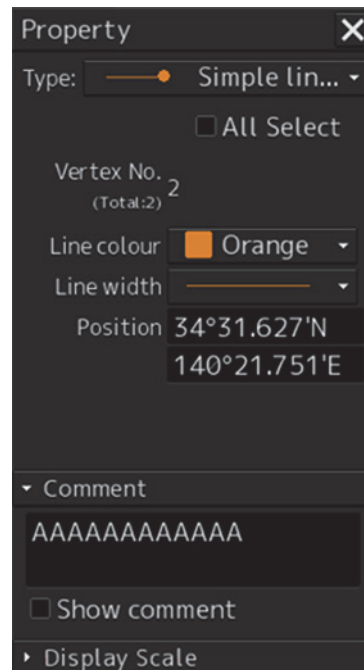 Property
Type: Simple lin...
All Select
Vertex No. 2
(Total:2)
Line colour Orange
Line width
Position 34°31.627'N
140°21.751'E
Comment
AAAAAAAAAAAA
Show comment
Display Scale